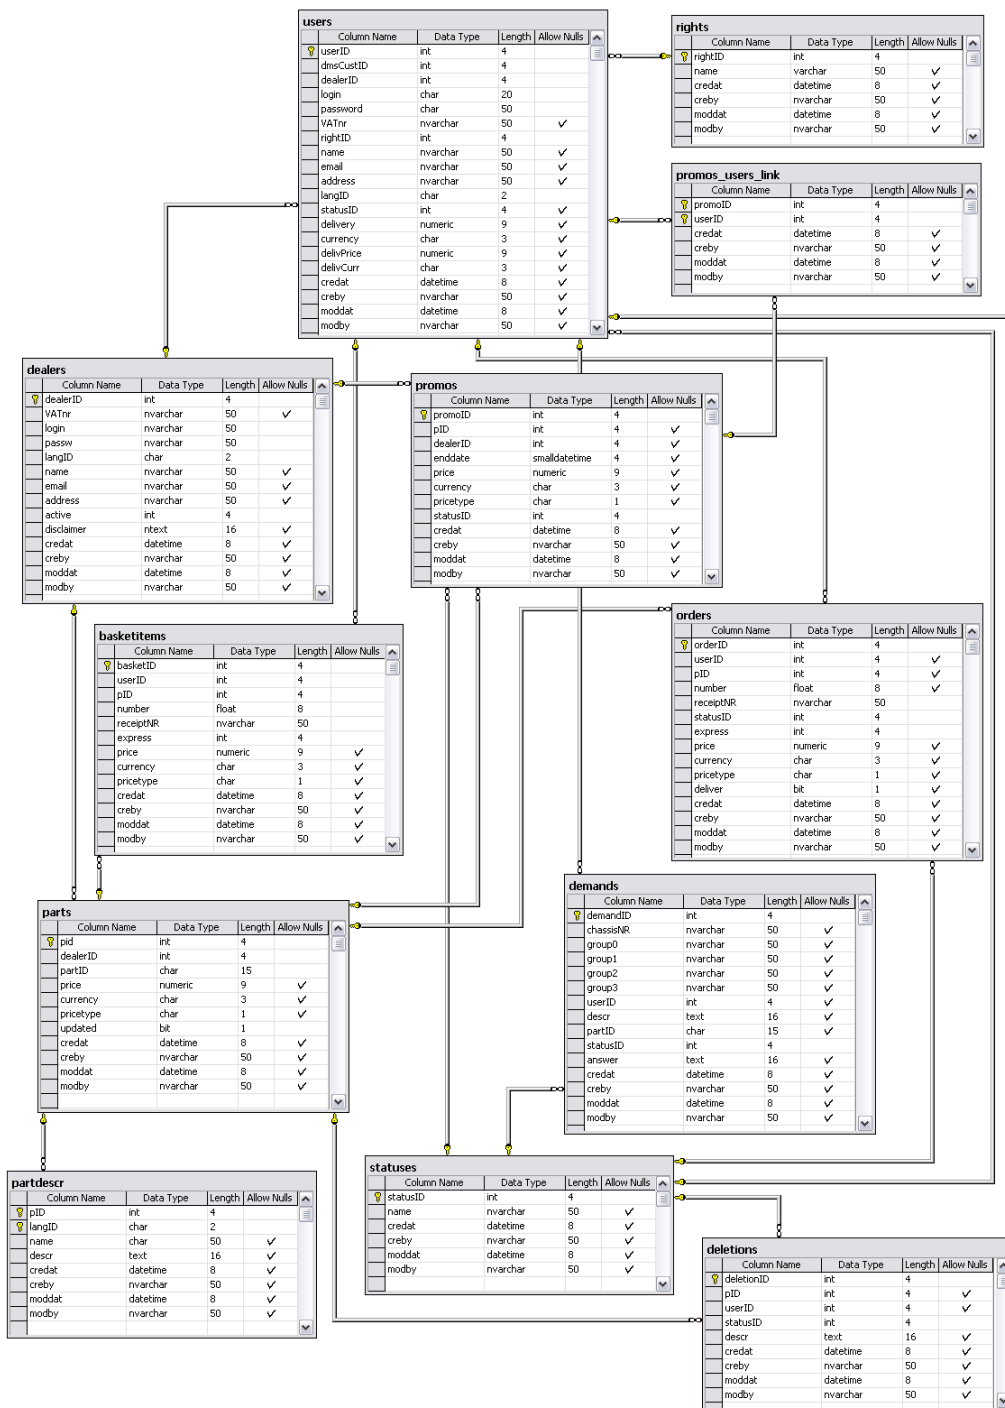 users
Column Name Data Type Length Allow Nulls
userID int 4
dmsCustID int 4
dealerID int 4
login char 20
password char 50
VATnr nvarchar 50 ✓
rightID int 4
name nvarchar 50 ✓
email nvarchar 50 ✓
address nvarchar 50 ✓
langID char 2
statusID int 4 ✓
delivery numeric 9 ✓
currency char 3 ✓
delivPrice numeric 9 ✓
delivCurr char 3 ✓
credat datetime 8 ✓
creby nvarchar 50 ✓
moddat datetime 8 ✓
modby nvarchar 50 ✓
rights
Column Name Data Type Length Allow Nulls
rightID int 4
name varchar 50 ✓
credat datetime 8 ✓
creby nvarchar 50 ✓
moddat datetime 8 ✓
modby nvarchar 50 ✓
promos_users_link
Column Name Data Type Length Allow Nulls
promoID int 4
userID int 4
credat datetime 8 ✓
creby nvarchar 50 ✓
moddat datetime 8 ✓
modby nvarchar 50 ✓
dealers
Column Name Data Type Length Allow Nulls
dealerID int 4
VATnr nvarchar 50 ✓
login nvarchar 50
passw nvarchar 50
langID char 2
name nvarchar 50 ✓
email nvarchar 50 ✓
address nvarchar 50 ✓
active int 4
disclaimer ntext 16 ✓
credat datetime 8 ✓
creby nvarchar 50 ✓
moddat datetime 8 ✓
modby nvarchar 50 ✓
promos
Column Name Data Type Length Allow Nulls
promoID int 4
pID int 4 ✓
dealerID int 4 ✓
enddate smalldatetime 4 ✓
price numeric 9 ✓
currency char 3 ✓
pricetype char 1 ✓
statusID int 4
credat datetime 8 ✓
creby nvarchar 50 ✓
moddat datetime 8 ✓
modby nvarchar 50 ✓
basketitems
Column Name Data Type Length Allow Nulls
basketID int 4
userID int 4
pID int 4
number float 8
receiptNR nvarchar 50
express int 4
price numeric 9 ✓
currency char 3 ✓
pricetype char 1 ✓
credat datetime 8 ✓
creby nvarchar 50 ✓
moddat datetime 8 ✓
modby nvarchar 50 ✓
orders
Column Name Data Type Length Allow Nulls
orderID int 4
userID int 4 ✓
pID int 4 ✓
number float 8 ✓
receiptNR nvarchar 50
statusID int 4
express int 4
price numeric 9 ✓
currency char 3 ✓
pricetype char 1 ✓
deliver bit 1 ✓
credat datetime 8 ✓
creby nvarchar 50 ✓
moddat datetime 8 ✓
modby nvarchar 50 ✓
parts
Column Name Data Type Length Allow Nulls
pid int 4
dealerID int 4
partID char 15
price numeric 9 ✓
currency char 3 ✓
pricetype char 1 ✓
updated bit 1
credat datetime 8 ✓
creby nvarchar 50 ✓
moddat datetime 8 ✓
modby nvarchar 50 ✓
demands
Column Name Data Type Length Allow Nulls
demandID int 4
chassisNR nvarchar 50 ✓
group0 nvarchar 50 ✓
group1 nvarchar 50 ✓
group2 nvarchar 50 ✓
group3 nvarchar 50 ✓
userID int 4 ✓
descr text 16 ✓
partID char 15 ✓
statusID int 4
answer text 16 ✓
credat datetime 8 ✓
creby nvarchar 50 ✓
moddat datetime 8 ✓
modby nvarchar 50 ✓
partdescr
Column Name Data Type Length Allow Nulls
pID int 4
langID char 2
name char 50 ✓
descr text 16 ✓
credat datetime 8 ✓
creby nvarchar 50 ✓
moddat datetime 8 ✓
modby nvarchar 50 ✓
statuses
Column Name Data Type Length Allow Nulls
statusID int 4
name nvarchar 50 ✓
credat datetime 8 ✓
creby nvarchar 50 ✓
moddat datetime 8 ✓
modby nvarchar 50 ✓
deletions
Column Name Data Type Length Allow Nulls
deletionID int 4
pID int 4 ✓
userID int 4 ✓
statusID int 4
descr text 16 ✓
credat datetime 8 ✓
creby nvarchar 50 ✓
moddat datetime 8 ✓
modby nvarchar 50 ✓